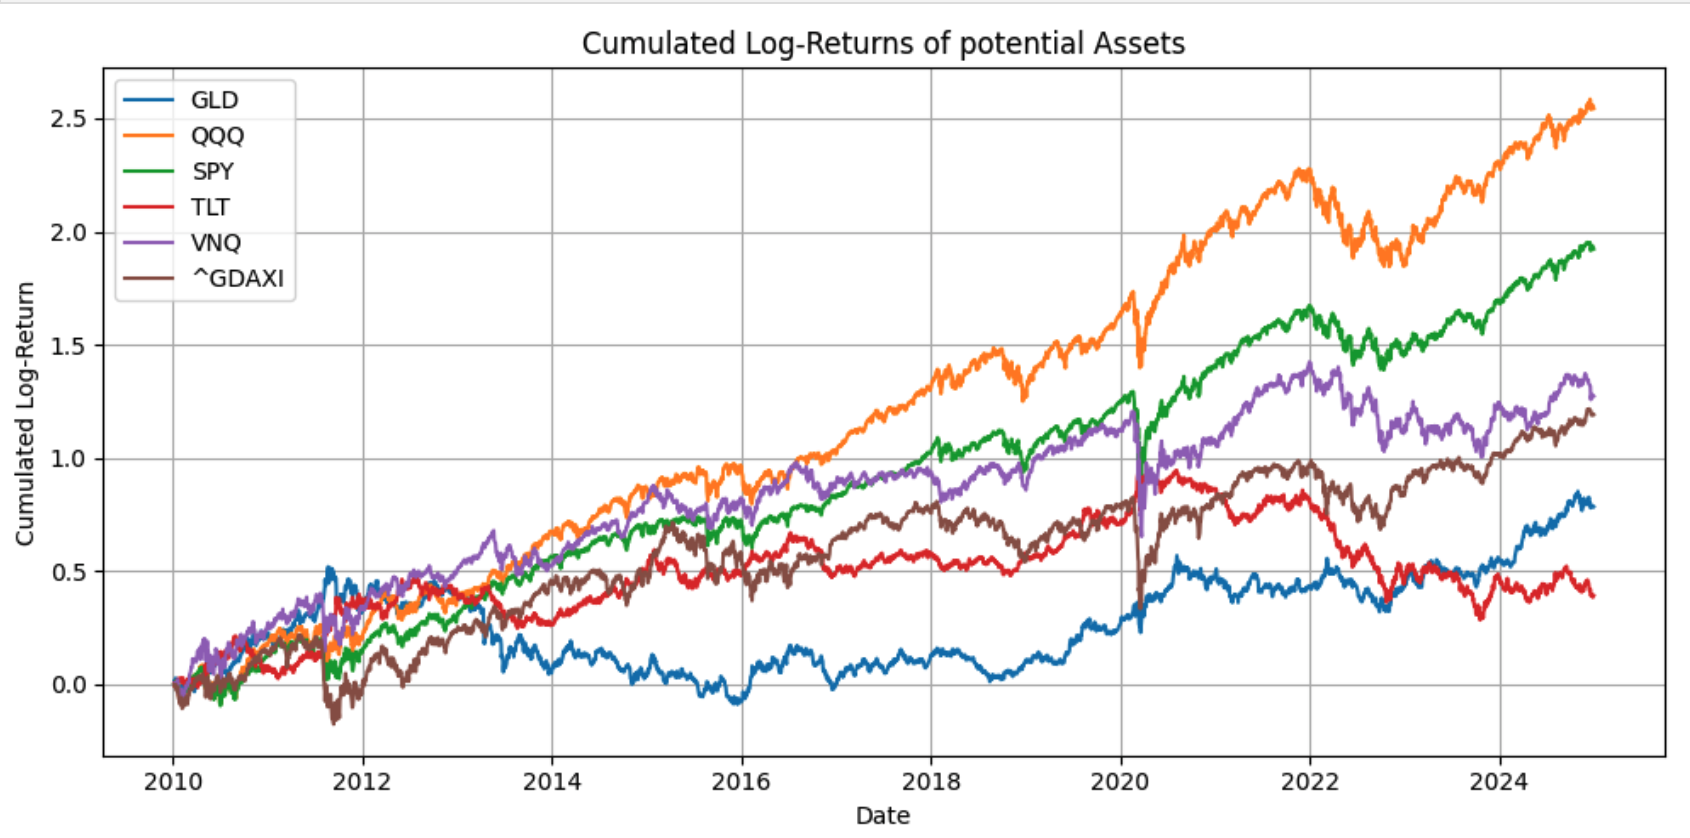 Cumulated Log-Returns of potential Assets
GLD
QQQ
SPY
TLT
VNQ
^GDAXI
2.5
2.0
1.5
1.0
0.5
0.0
Cumulated Log-Return
2010 2012 2014 2016 2018 2020 2022 2024
Date